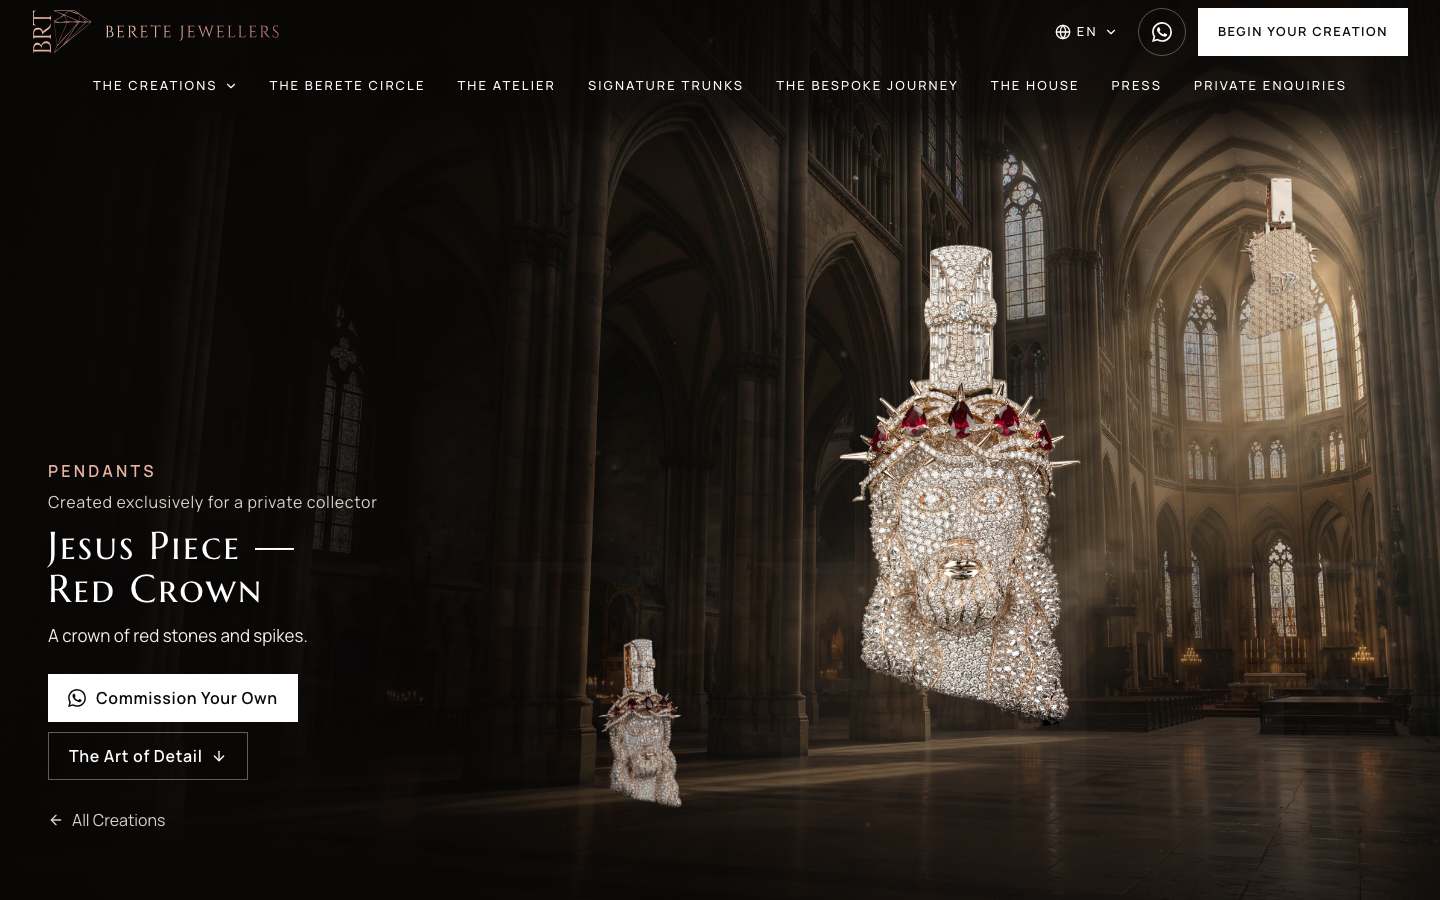 BRT
BERETE JEWELLERS
EN
BEGIN YOUR CREATION
THE CREATIONS
THE BERETE CIRCLE
THE ATELIER
SIGNATURE TRUNKS
THE BESPOKE JOURNEY
THE HOUSE
PRESS
PRIVATE ENQUIRIES
PENDANTS
Created exclusively for a private collector
Jesus Piece —
Red Crown
A crown of red stones and spikes.
Commission Your Own
The Art of Detail
All Creations